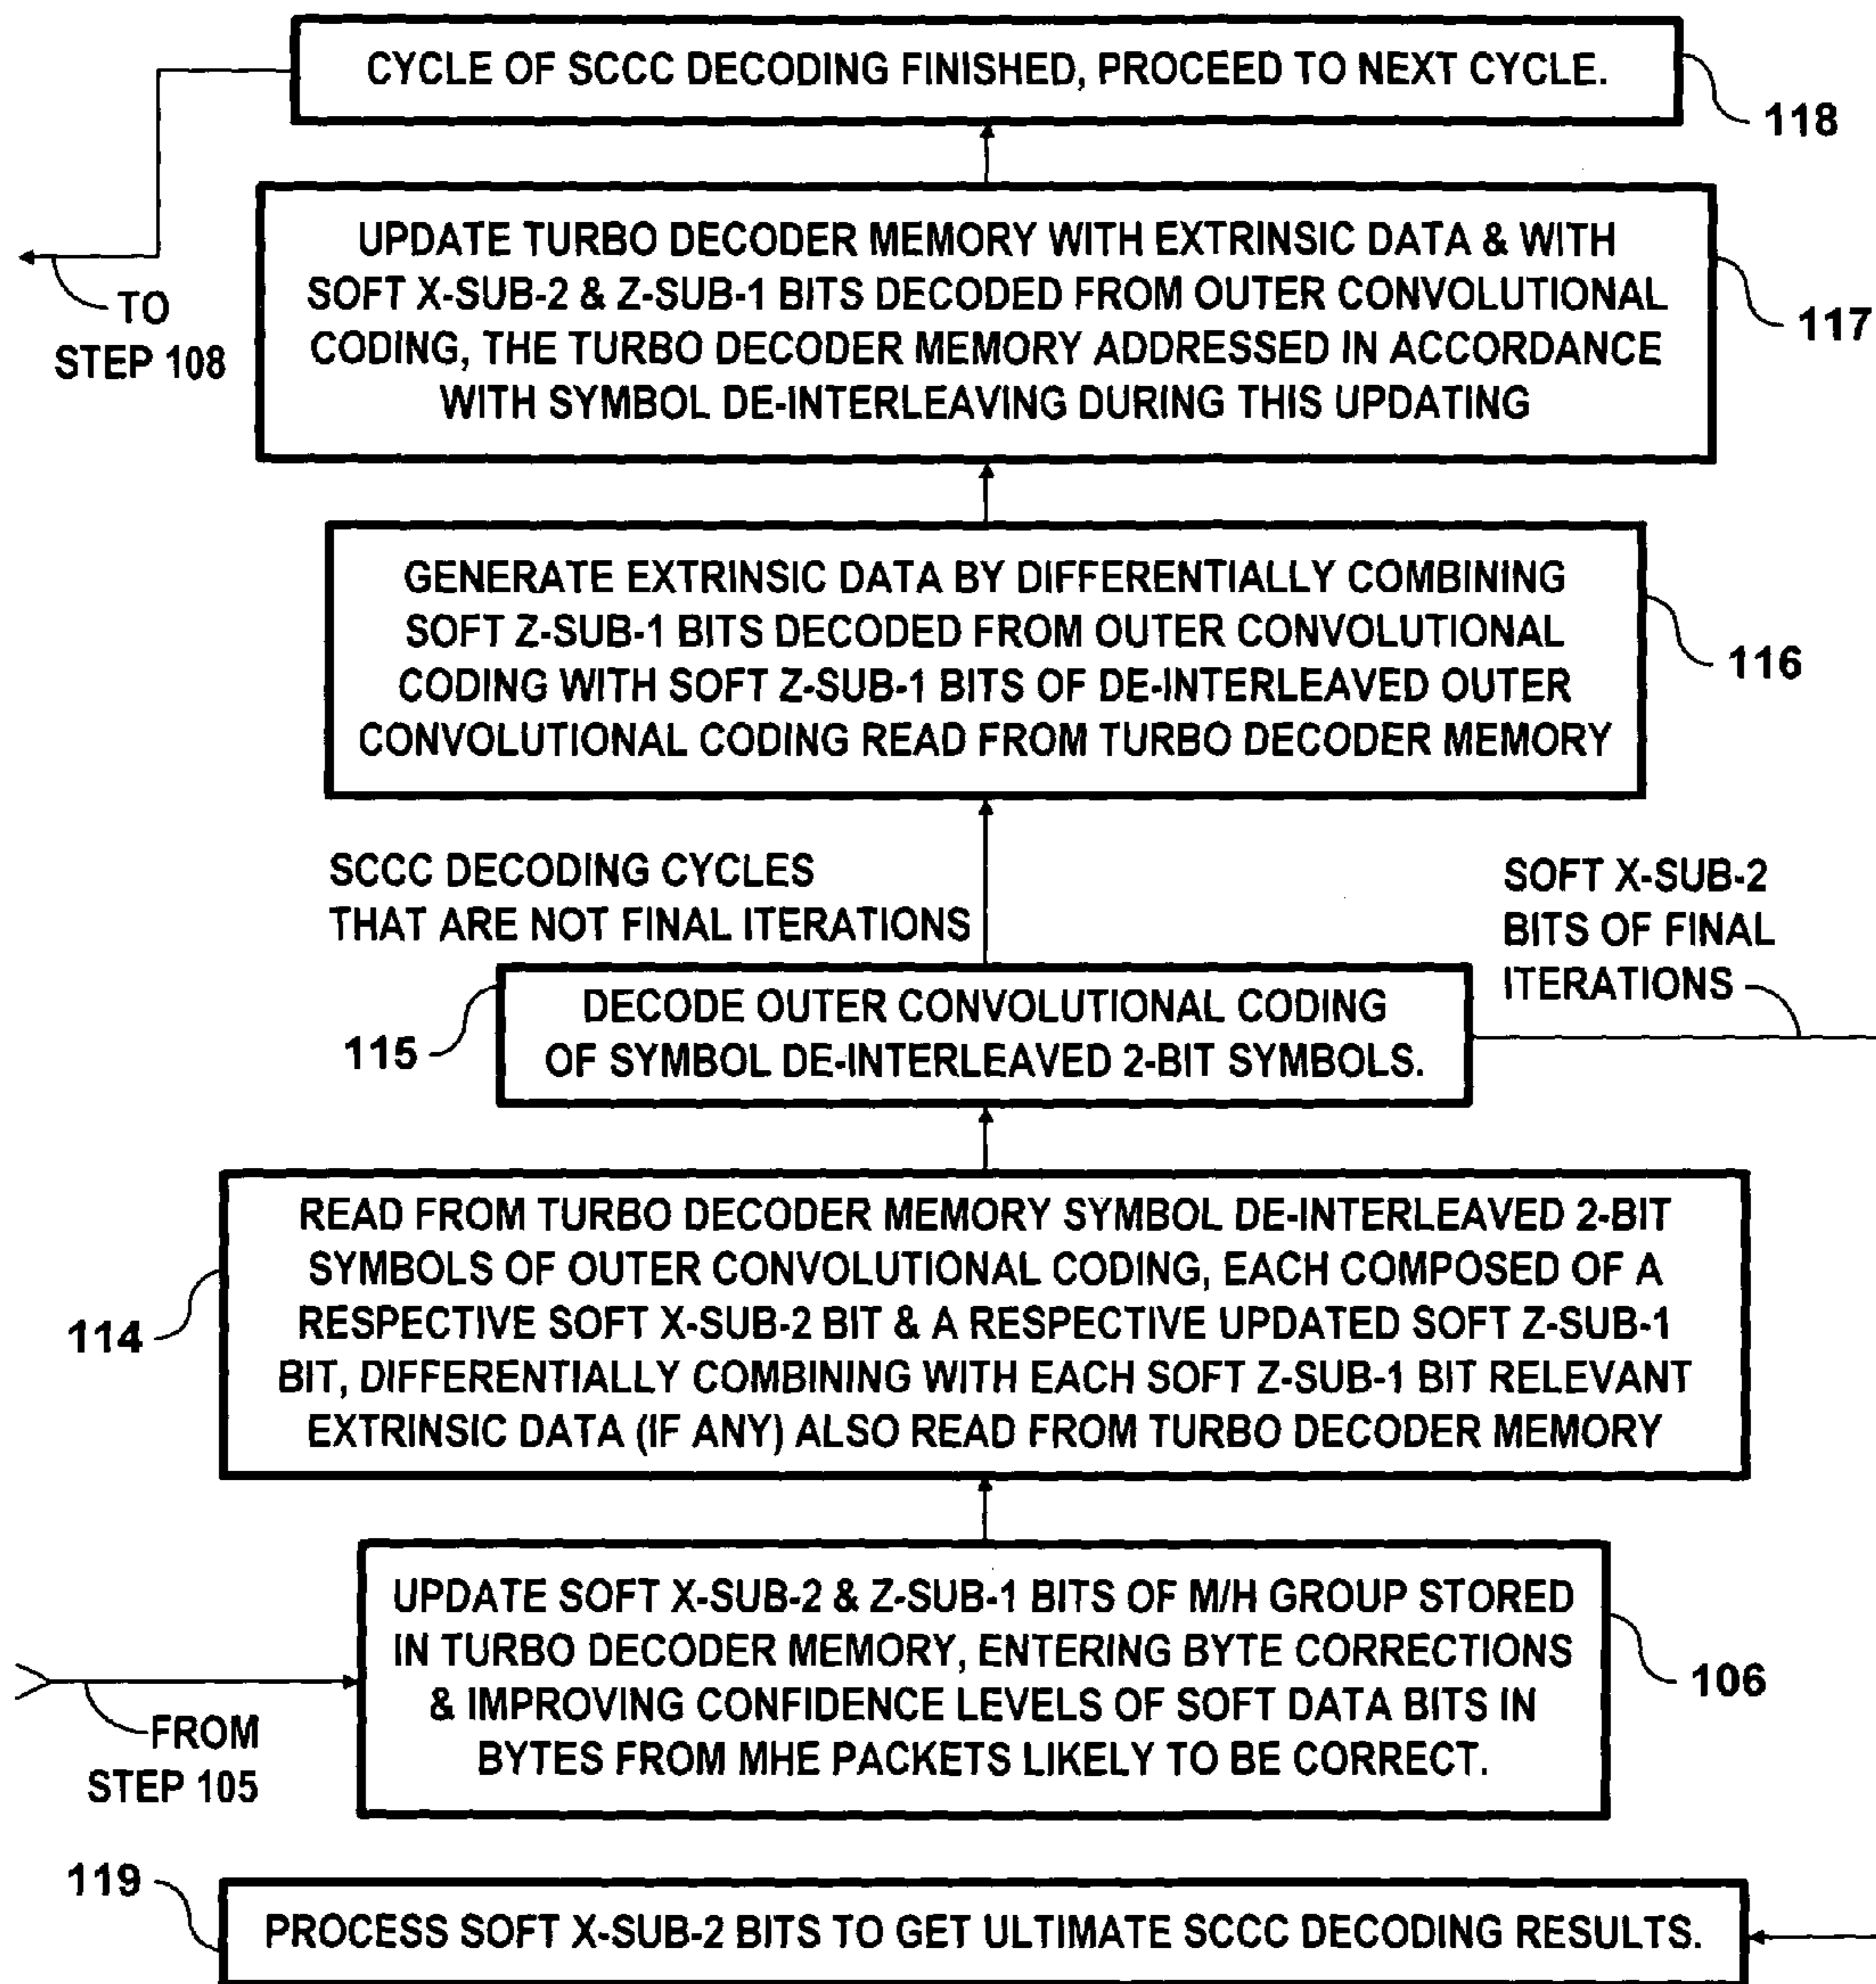 CYCLE OF SCCC DECODING FINISHED, PROCEED TO NEXT CYCLE.
118
UPDATE TURBO DECODER MEMORY WITH EXTRINSIC DATA & WITH
SOFT X-SUB-2 & Z-SUB-1 BITS DECODED FROM OUTER CONVOLUTIONAL
CODING, THE TURBO DECODER MEMORY ADDRESSED IN ACCORDANCE
WITH SYMBOL DE-INTERLEAVING DURING THIS UPDATING
117
TO
STEP 108
GENERATE EXTRINSIC DATA BY DIFFERENTIALLY COMBINING
SOFT Z-SUB-1 BITS DECODED FROM OUTER CONVOLUTIONAL
CODING WITH SOFT Z-SUB-1 BITS OF DE-INTERLEAVED OUTER
CONVOLUTIONAL CODING READ FROM TURBO DECODER MEMORY
116
SCCC DECODING CYCLES
THAT ARE NOT FINAL ITERATIONS
SOFT X-SUB-2
BITS OF FINAL
ITERATIONS
DECODE OUTER CONVOLUTIONAL CODING
OF SYMBOL DE-INTERLEAVED 2-BIT SYMBOLS.
115
READ FROM TURBO DECODER MEMORY SYMBOL DE-INTERLEAVED 2-BIT
SYMBOLS OF OUTER CONVOLUTIONAL CODING, EACH COMPOSED OF A
RESPECTIVE SOFT X-SUB-2 BIT & A RESPECTIVE UPDATED SOFT Z-SUB-1
BIT, DIFFERENTIALLY COMBINING WITH EACH SOFT Z-SUB-1 BIT RELEVANT
EXTRINSIC DATA (IF ANY) ALSO READ FROM TURBO DECODER MEMORY
114
UPDATE SOFT X-SUB-2 & Z-SUB-1 BITS OF M/H GROUP STORED
IN TURBO DECODER MEMORY, ENTERING BYTE CORRECTIONS
& IMPROVING CONFIDENCE LEVELS OF SOFT DATA BITS IN
BYTES FROM MHE PACKETS LIKELY TO BE CORRECT.
106
FROM
STEP 105
119
PROCESS SOFT X-SUB-2 BITS TO GET ULTIMATE SCCC DECODING RESULTS.